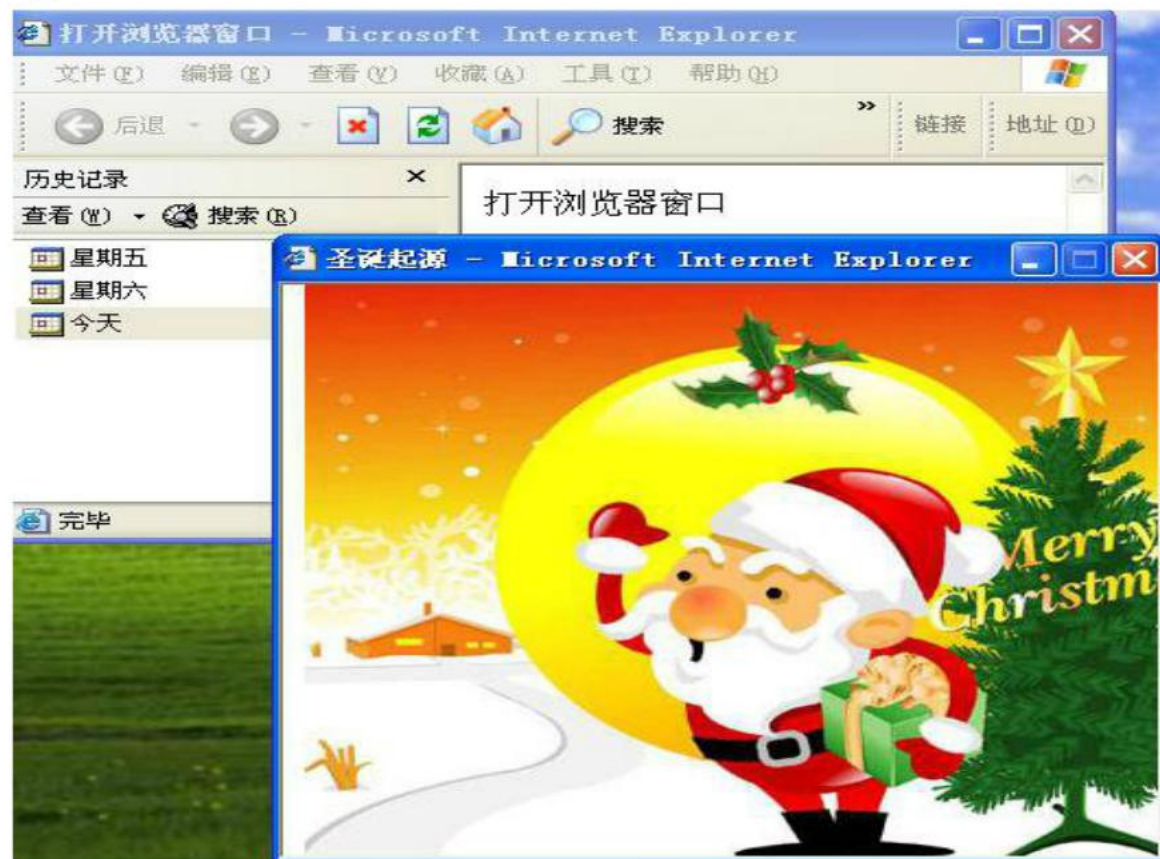 打开浏览器窗口 - Microsoft Internet Explorer
文件(F) 编辑(E) 查看(V) 收藏(A) 工具(T) 帮助(H)
后退 搜索 » 链接 地址(D)
历史记录 ×
查看(W) 搜索(R)
打开浏览器窗口
星期五
星期六
今天
圣诞起源 - Microsoft Internet Explorer
Merry
Christm
完毕